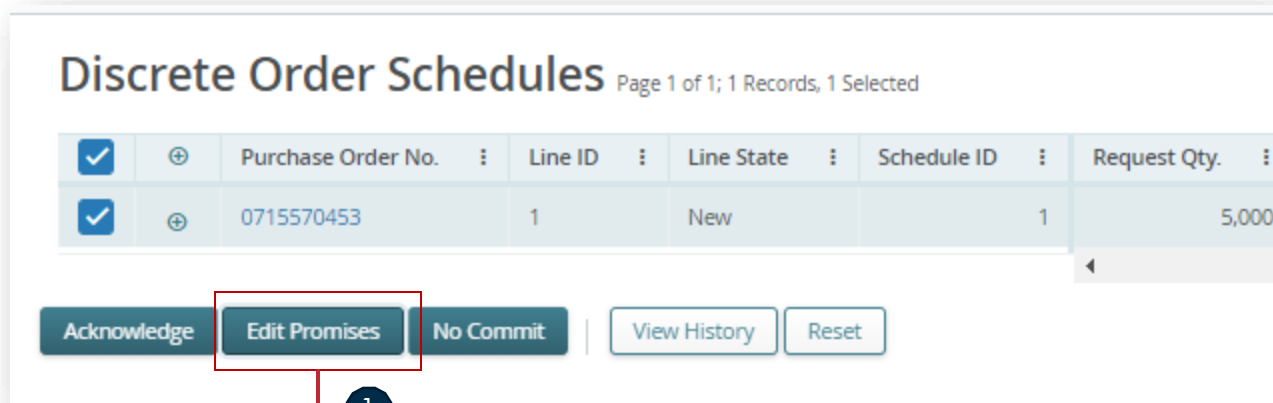 Discrete Order Schedules Page 1 of 1; 1 Records, 1 Selected
Purchase Order No. Line ID Line State Schedule ID Request Qty.
0715570453 1 New 1 5,000
Acknowledge Edit Promises No Commit View History Reset